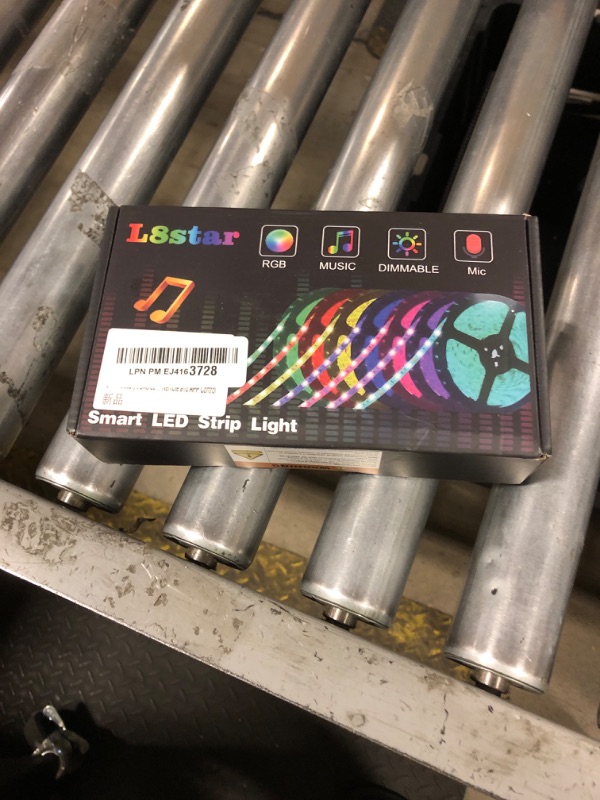 L8star
RGB
MUSIC
DIMMABLE
Mic
LPN PM EJ4163728
新品
Smart LED Strip Light